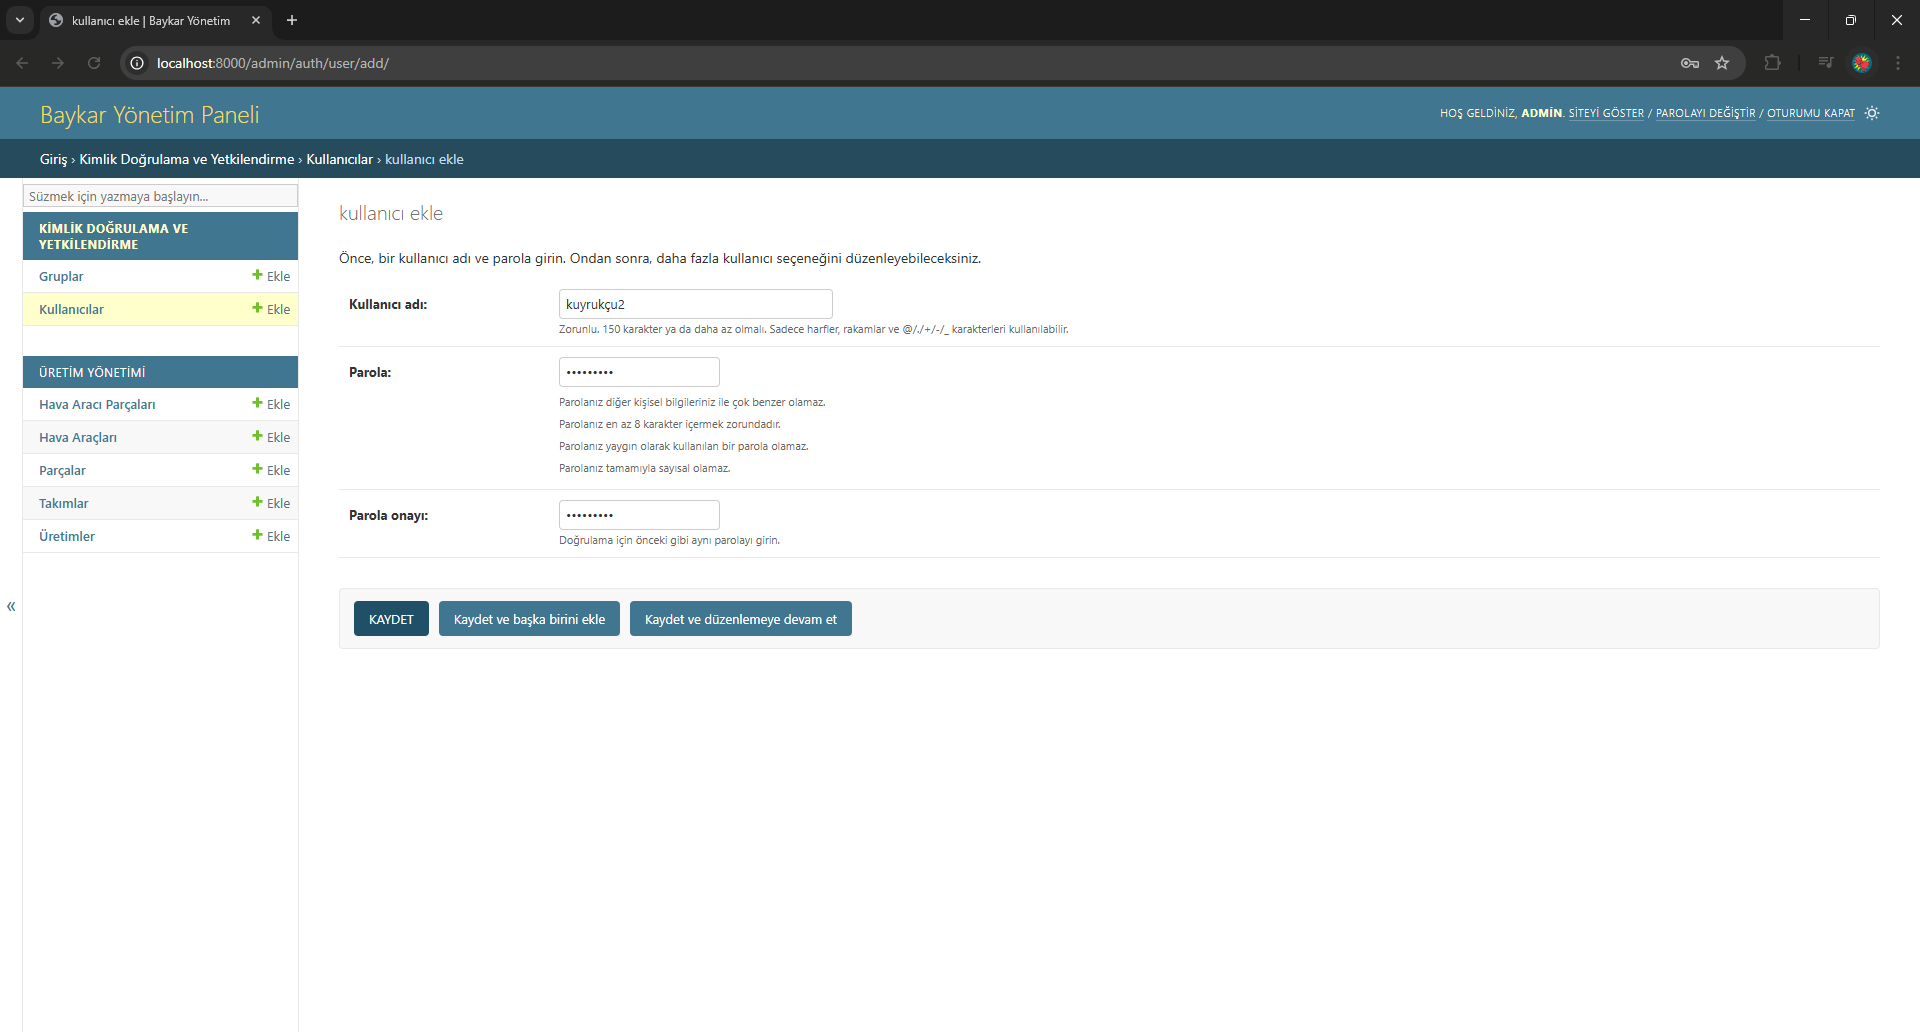 kullanıcı ekle | Baykar Yönetim
localhost:8000/admin/auth/user/add/
Baykar Yönetim Paneli
HOŞ GELDİNİZ, ADMİN. SİTEYİ GÖSTER / PAROLAYI DEĞİŞTİR / OTURUMU KAPAT
Giriş › Kimlik Doğrulama ve Yetkilendirme › Kullanıcılar › kullanıcı ekle
Süzmek için yazmaya başlayın...
KİMLİK DOĞRULAMA VE
YETKİLENDİRME
Gruplar
Ekle
Kullanıcılar
Ekle
ÜRETİM YÖNETİMİ
Hava Aracı Parçaları
Ekle
Hava Araçları
Ekle
Parçalar
Ekle
Takımlar
Ekle
Üretimler
Ekle
«
kullanıcı ekle
Önce, bir kullanıcı adı ve parola girin. Ondan sonra, daha fazla kullanıcı seçeneğini düzenleyebileceksiniz.
Kullanıcı adı:
kuyrukçu2
Zorunlu. 150 karakter ya da daha az olmalı. Sadece harfler, rakamlar ve @/./+/-/_ karakterleri kullanılabilir.
Parola:
•••••••••
Parolanız diğer kişisel bilgileriniz ile çok benzer olamaz.
Parolanız en az 8 karakter içermek zorundadır.
Parolanız yaygın olarak kullanılan bir parola olamaz.
Parolanız tamamıyla sayısal olamaz.
Parola onayı:
•••••••••
Doğrulama için önceki gibi aynı parolayı girin.
KAYDET
Kaydet ve başka birini ekle
Kaydet ve düzenlemeye devam et